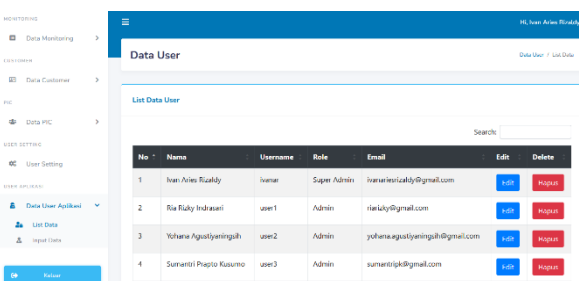 MONITORING
Data Monitoring
CUSTOMER
Data Customer
PIC
Data PIC
USER SETTING
User Setting
USER APLIKASI
Data User Aplikasi
List Data
Input Data
Keluar
Hi, Ivan Aries Rizaldy
Data User
Data User / List Data
List Data User
Search:
No Nama Username Role Email Edit Delete
1 Ivan Aries Rizaldy ivanar Super Admin ivanariesrizaldy@gmail.com Edit Hapus
2 Ria Rizky Indrasari user1 Admin riarizky@gmail.com Edit Hapus
3 Yohana Agustiyaningsih user2 Admin yohana.agustiyaningsih@gmail.com Edit Hapus
4 Sumantri Prapto Kusumo user3 Admin sumantripk@gmail.com Edit Hapus